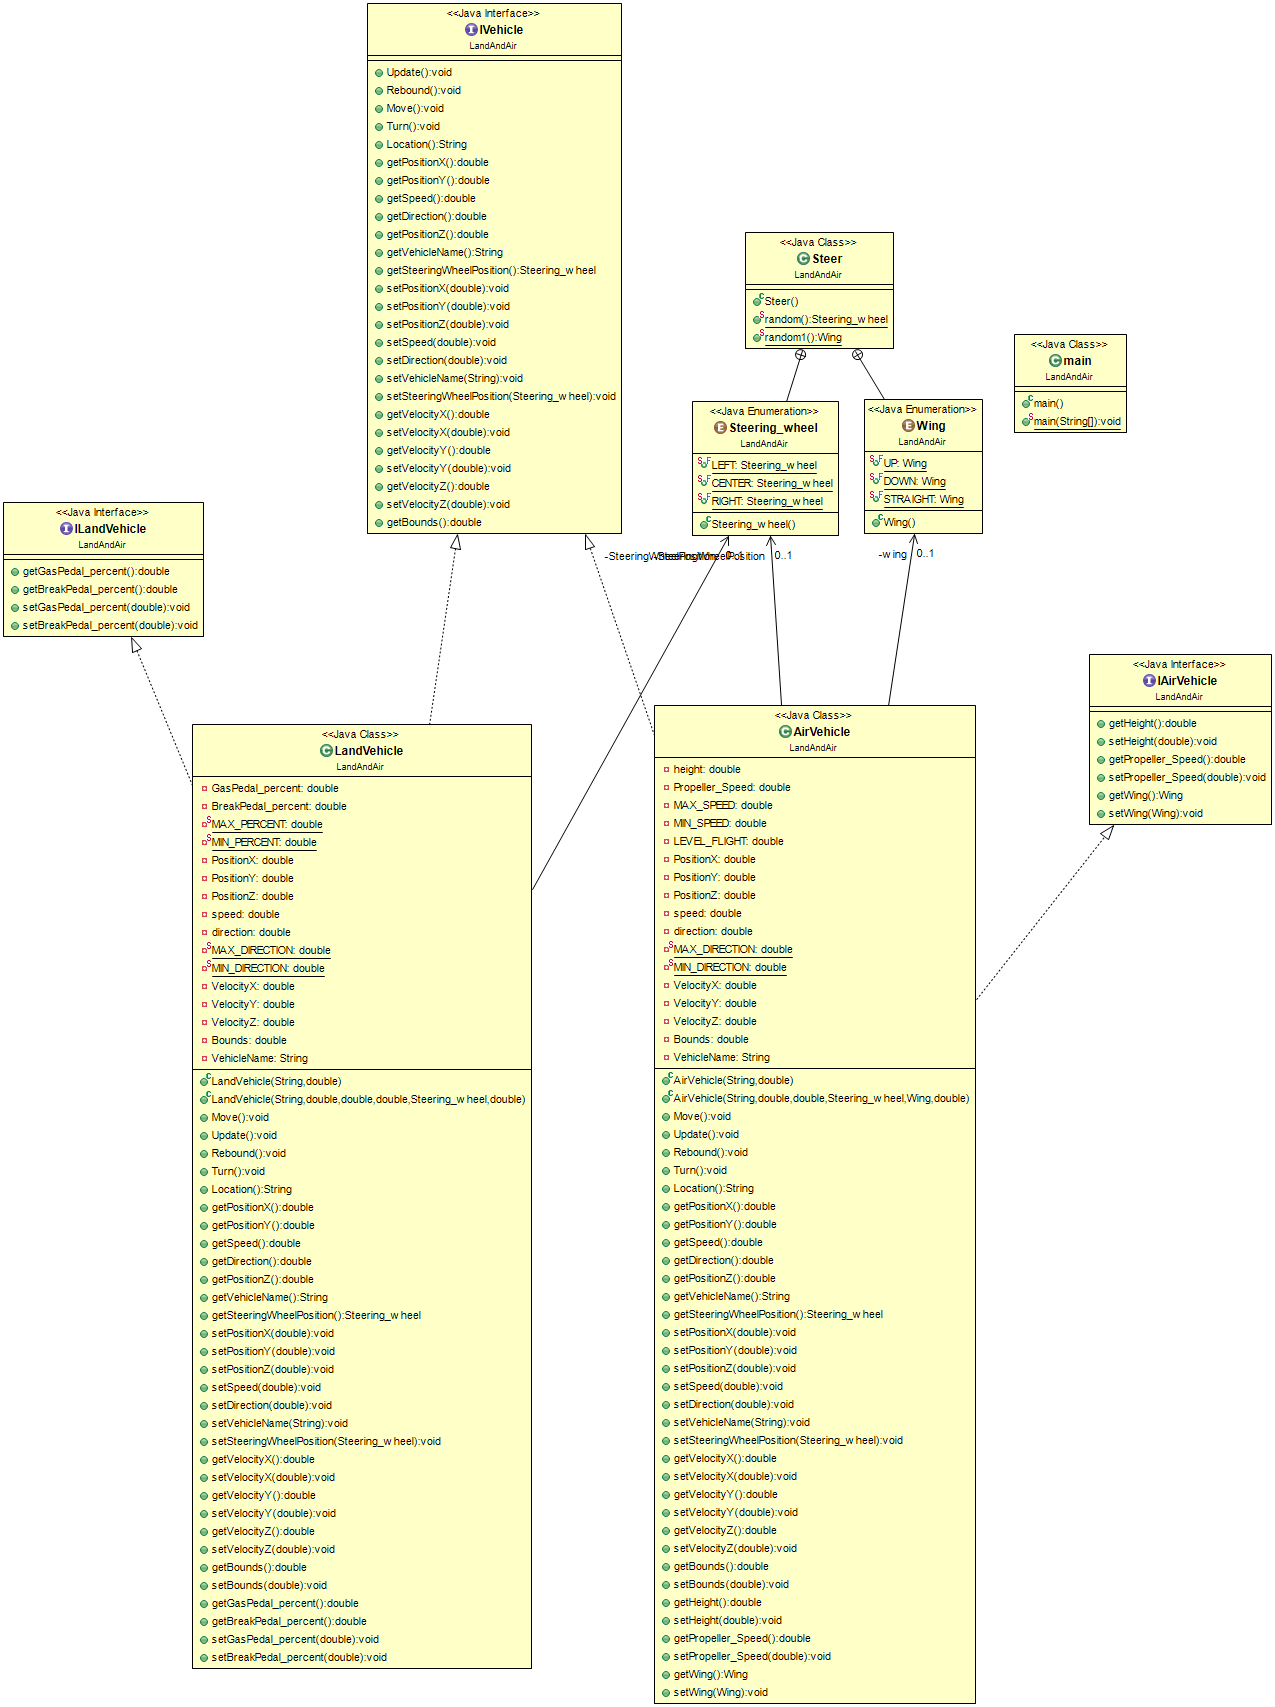 <<Java Interface>>
IVehicle
LandAndAir
Update():void
Rebound():void
Move():void
Turn():void
Location():String
getPositionX():double
getPositionY():double
getSpeed():double
getDirection():double
getPositionZ():double
getVehicleName():String
getSteeringWheelPosition():Steering_wheel
setPositionX(double):void
setPositionY(double):void
setPositionZ(double):void
setSpeed(double):void
setDirection(double):void
setVehicleName(String):void
setSteeringWheelPosition(Steering_wheel):void
getVelocityX():double
setVelocityX(double):void
getVelocityY():double
setVelocityY(double):void
getVelocityZ():double
setVelocityZ(double):void
getBounds():double
<<Java Class>>
Steer
LandAndAir
Steer()
random():Steering_wheel
random1():Wing
<<Java Class>>
main
LandAndAir
main()
main(String[]):void
<<Java Enumeration>>
Steering_wheel
LandAndAir
LEFT: Steering_wheel
CENTER: Steering_wheel
RIGHT: Steering_wheel
Steering_wheel()
<<Java Enumeration>>
Wing
LandAndAir
UP: Wing
DOWN: Wing
STRAIGHT: Wing
Wing()
<<Java Interface>>
ILandVehicle
LandAndAir
getGasPedal_percent():double
getBreakPedal_percent():double
setGasPedal_percent(double):void
setBreakPedal_percent(double):void
0..1
0..1
-wing
0..1
<<Java Interface>>
IAirVehicle
LandAndAir
getHeight():double
setHeight(double):void
getPropeller_Speed():double
setPropeller_Speed(double):void
getWing():Wing
setWing(Wing):void
<<Java Class>>
LandVehicle
LandAndAir
GasPedal_percent: double
BreakPedal_percent: double
MAX_PERCENT: double
MIN_PERCENT: double
PositionX: double
PositionY: double
PositionZ: double
speed: double
direction: double
MAX_DIRECTION: double
MIN_DIRECTION: double
VelocityX: double
VelocityY: double
VelocityZ: double
Bounds: double
VehicleName: String
LandVehicle(String,double)
LandVehicle(String,double,double,double,Steering_wheel,double)
Move():void
Update():void
Rebound():void
Turn():void
Location():String
getPositionX():double
getPositionY():double
getSpeed():double
getDirection():double
getPositionZ():double
getVehicleName():String
getSteeringWheelPosition():Steering_wheel
setPositionX(double):void
setPositionY(double):void
setPositionZ(double):void
setSpeed(double):void
setDirection(double):void
setVehicleName(String):void
setSteeringWheelPosition(Steering_wheel):void
getVelocityX():double
setVelocityX(double):void
getVelocityY():double
setVelocityY(double):void
getVelocityZ():double
setVelocityZ(double):void
getBounds():double
setBounds(double):void
getGasPedal_percent():double
getBreakPedal_percent():double
setGasPedal_percent(double):void
setBreakPedal_percent(double):void
<<Java Class>>
AirVehicle
LandAndAir
height: double
Propeller_Speed: double
MAX_SPEED: double
MIN_SPEED: double
LEVEL_FLIGHT: double
PositionX: double
PositionY: double
PositionZ: double
speed: double
direction: double
MAX_DIRECTION: double
MIN_DIRECTION: double
VelocityX: double
VelocityY: double
VelocityZ: double
Bounds: double
VehicleName: String
AirVehicle(String,double)
AirVehicle(String,double,double,Steering_wheel,Wing,double)
Move():void
Update():void
Rebound():void
Turn():void
Location():String
getPositionX():double
getPositionY():double
getSpeed():double
getDirection():double
getPositionZ():double
getVehicleName():String
getSteeringWheelPosition():Steering_wheel
setPositionX(double):void
setPositionY(double):void
setPositionZ(double):void
setSpeed(double):void
setDirection(double):void
setVehicleName(String):void
setSteeringWheelPosition(Steering_wheel):void
getVelocityX():double
setVelocityX(double):void
getVelocityY():double
setVelocityY(double):void
getVelocityZ():double
setVelocityZ(double):void
getBounds():double
setBounds(double):void
getHeight():double
setHeight(double):void
getPropeller_Speed():double
setPropeller_Speed(double):void
getWing():Wing
setWing(Wing):void